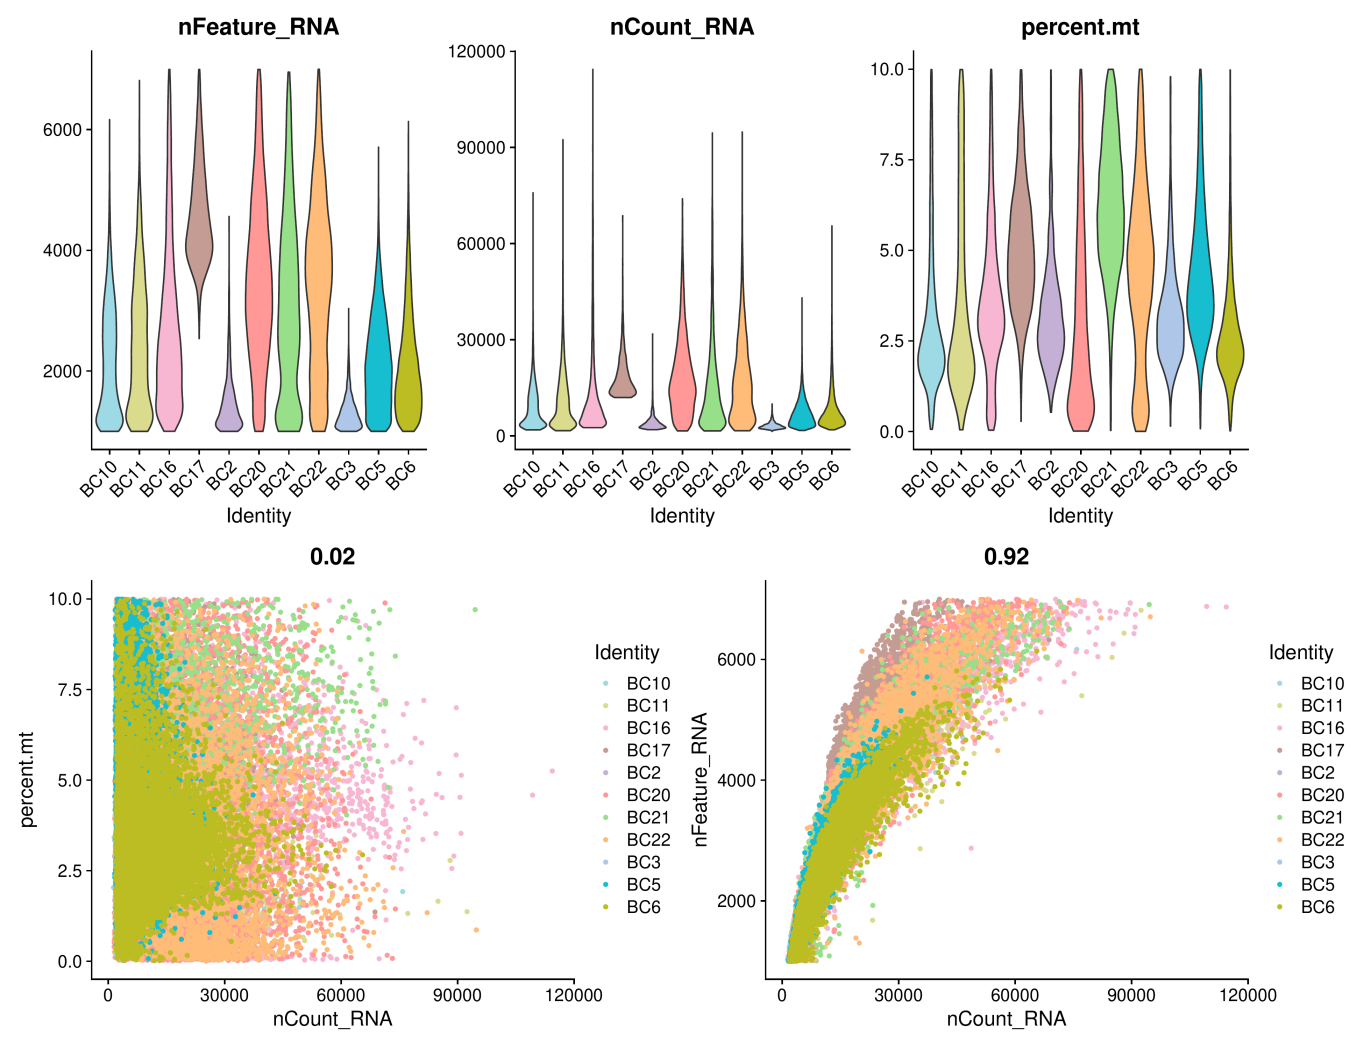 nFeature_RNA
6000
4000
2000
BC10 BC11 BC16 BC17 BC2 BC20 BC21 BC22 BC3 BC5 BC6
Identity
nCount_RNA
120000
90000
60000
30000
0
BC10 BC11 BC16 BC17 BC2 BC20 BC21 BC22 BC3 BC5 BC6
Identity
percent.mt
10.0
7.5
5.0
2.5
0.0
BC10 BC11 BC16 BC17 BC2 BC20 BC21 BC22 BC3 BC5 BC6
Identity
0.02
percent.mt
10.0
7.5
5.0
2.5
0.0
0 30000 60000 90000 120000
nCount_RNA
Identity
BC10
BC11
BC16
BC17
BC2
BC20
BC21
BC22
BC3
BC5
BC6
0.92
nFeature_RNA
6000
4000
2000
0 30000 60000 90000 120000
nCount_RNA
Identity
BC10
BC11
BC16
BC17
BC2
BC20
BC21
BC22
BC3
BC5
BC6